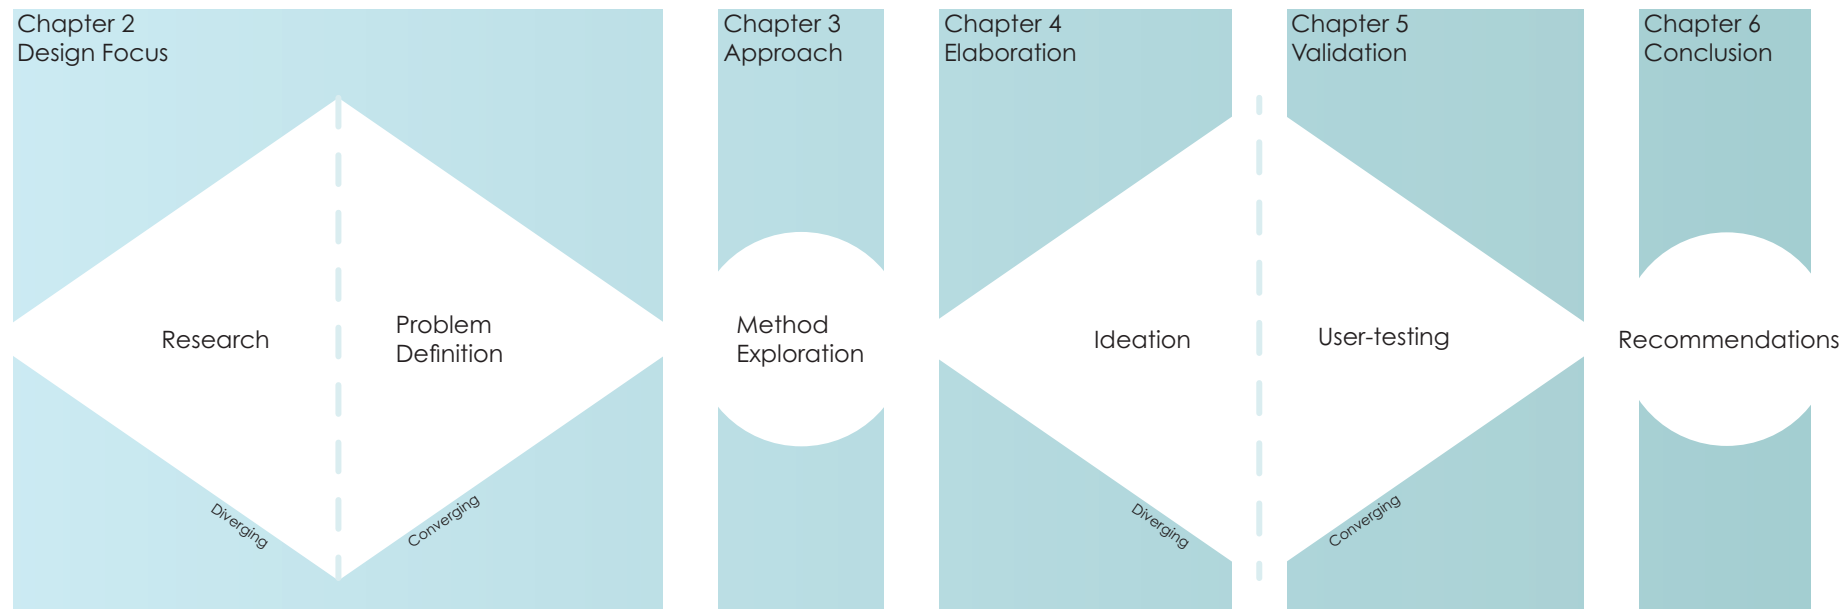 Chapter 2
Design Focus
Chapter 3
Approach
Chapter 4
Elaboration
Chapter 5
Validation
Chapter 6
Conclusion
Research
Problem
Definition
Method
Exploration
Ideation
User-testing
Recommendations
Diverging
Converging
Diverging
Converging